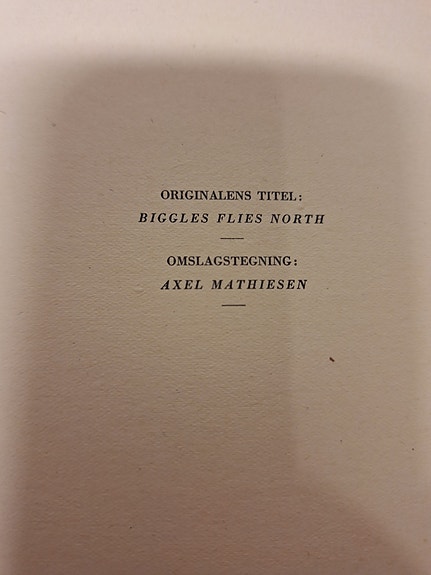 ORIGINALENS TITEL:
BIGGLES FLIES NORTH
OMSLAGSTEGNING:
AXEL MATHIESEN